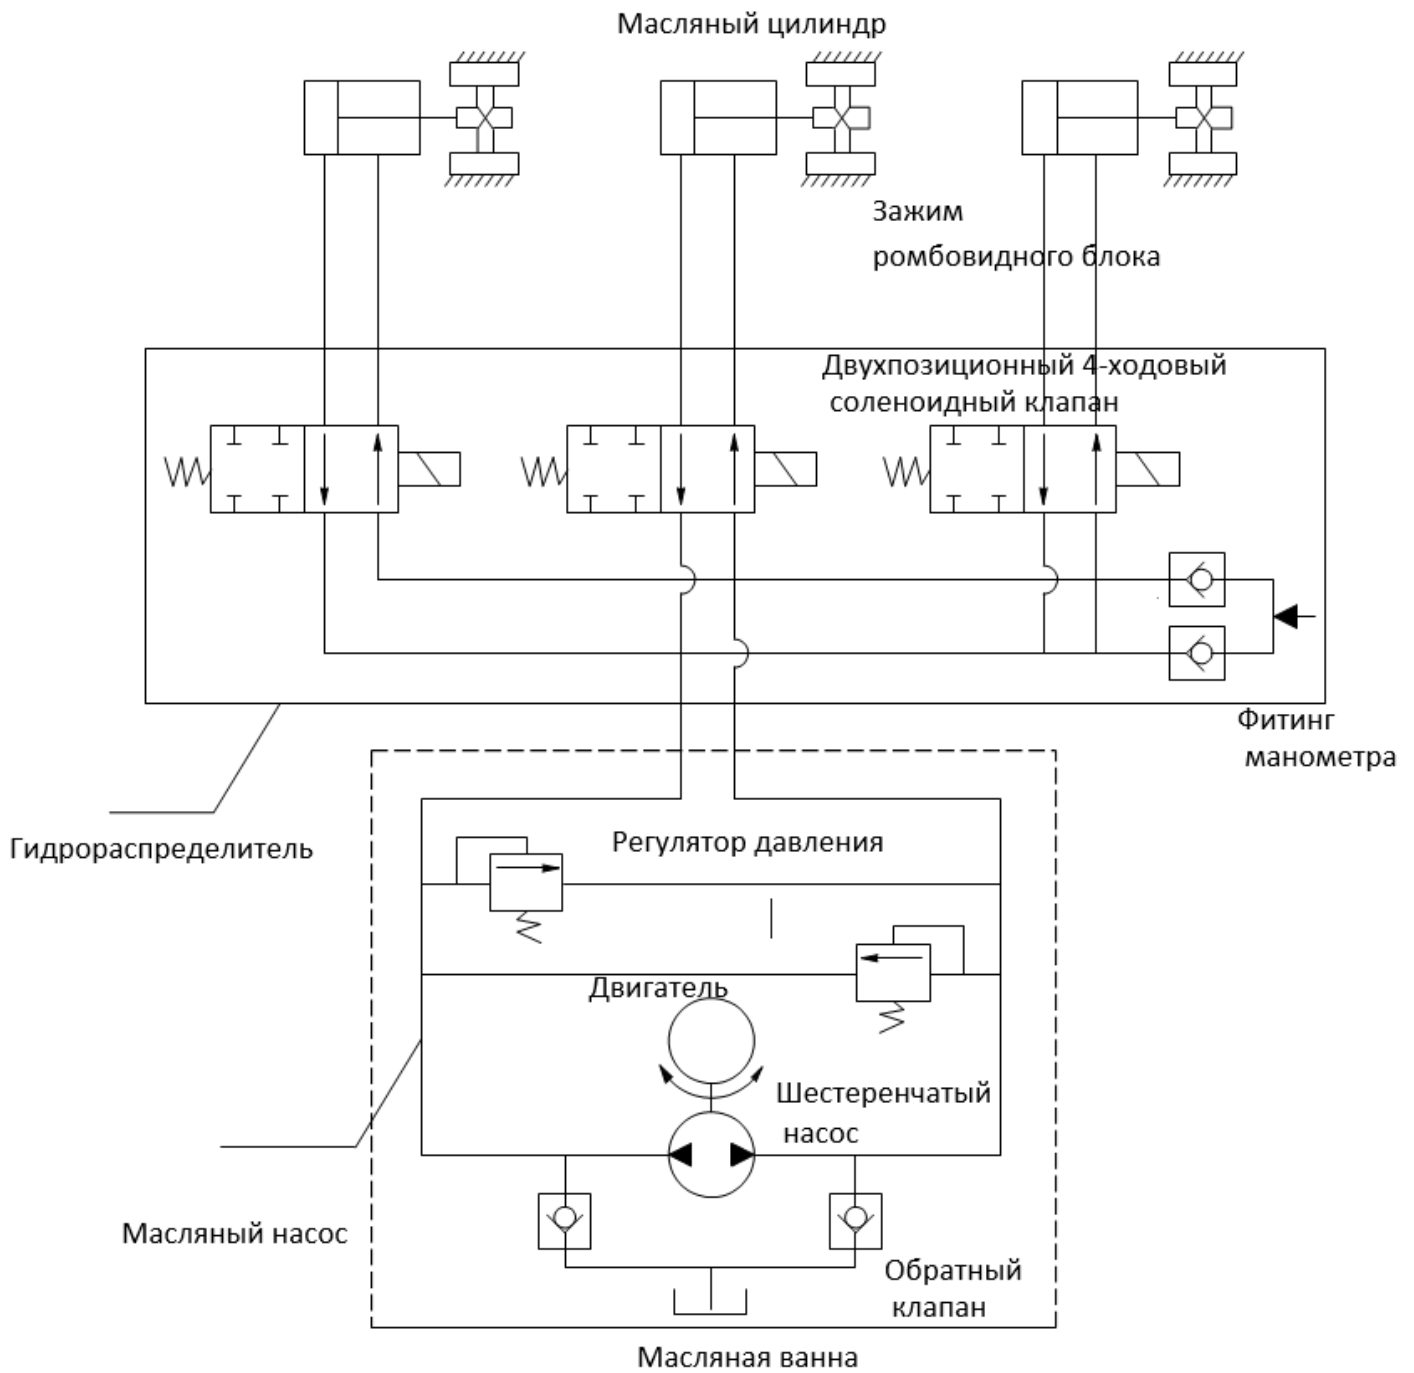 Масляный цилиндр
Зажим
ромбовидного блока
Двухпозиционный 4-ходовый
соленоидный клапан
Фитинг
манометра
Гидрораспределитель
Регулятор давления
Двигатель
Шестеренчатый
насос
Масляный насос
Обратный
клапан
Масляная ванна